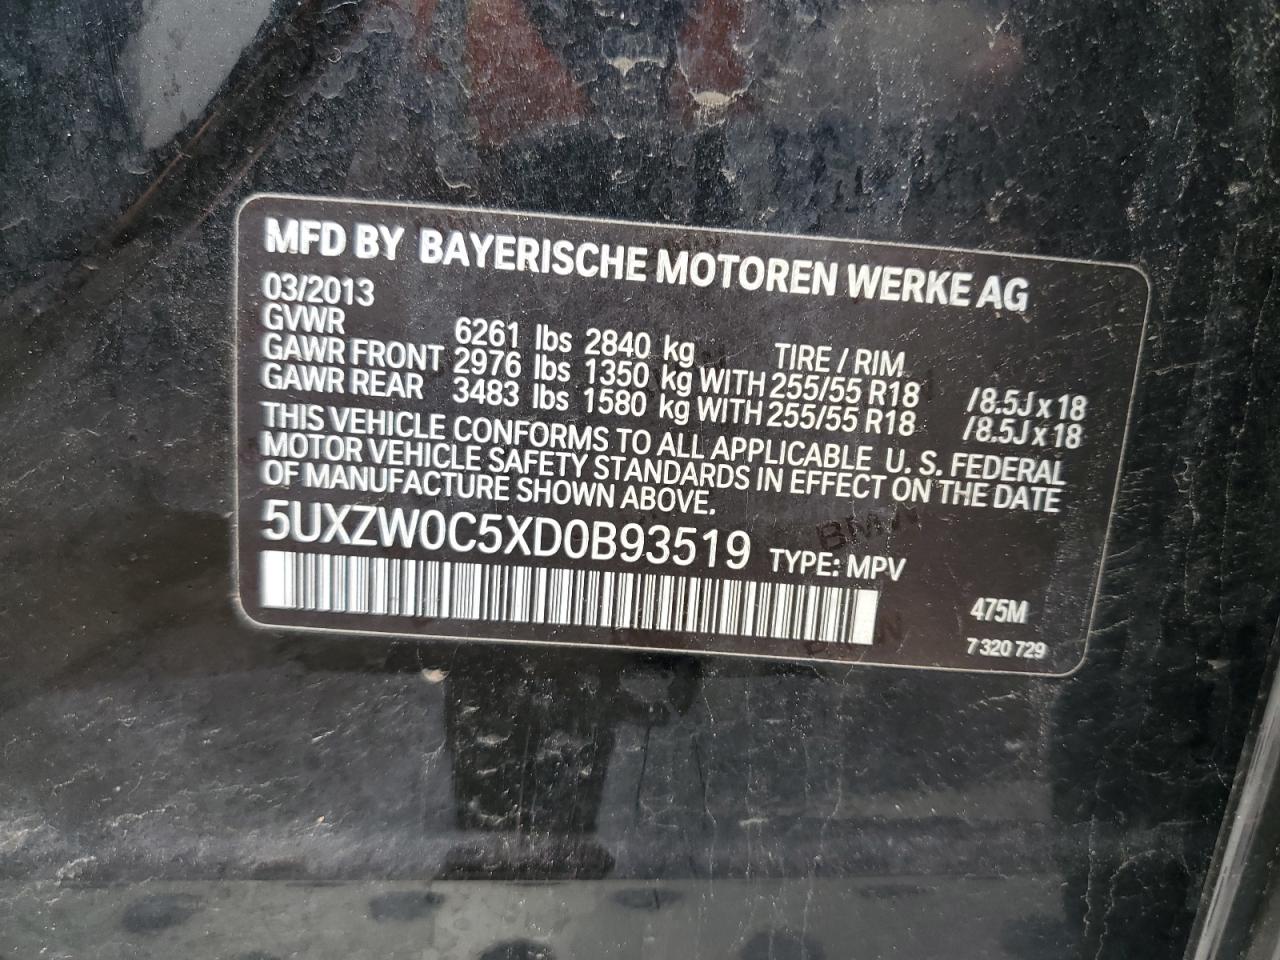 MFD BY BAYERISCHE MOTOREN WERKE AG
03/2013
GVWR 6261 lbs 2840 kg TIRE / RIM
GAWR FRONT 2976 lbs 1350 kg WITH 255/55 R18 /8.5J x 18
GAWR REAR 3483 lbs 1580 kg WITH 255/55 R18 /8.5J x 18
THIS VEHICLE CONFORMS TO ALL APPLICABLE U. S. FEDERAL
MOTOR VEHICLE SAFETY STANDARDS IN EFFECT ON THE DATE
OF MANUFACTURE SHOWN ABOVE.
5UXZW0C5XD0B93519 TYPE: MPV
475M
7 320 729